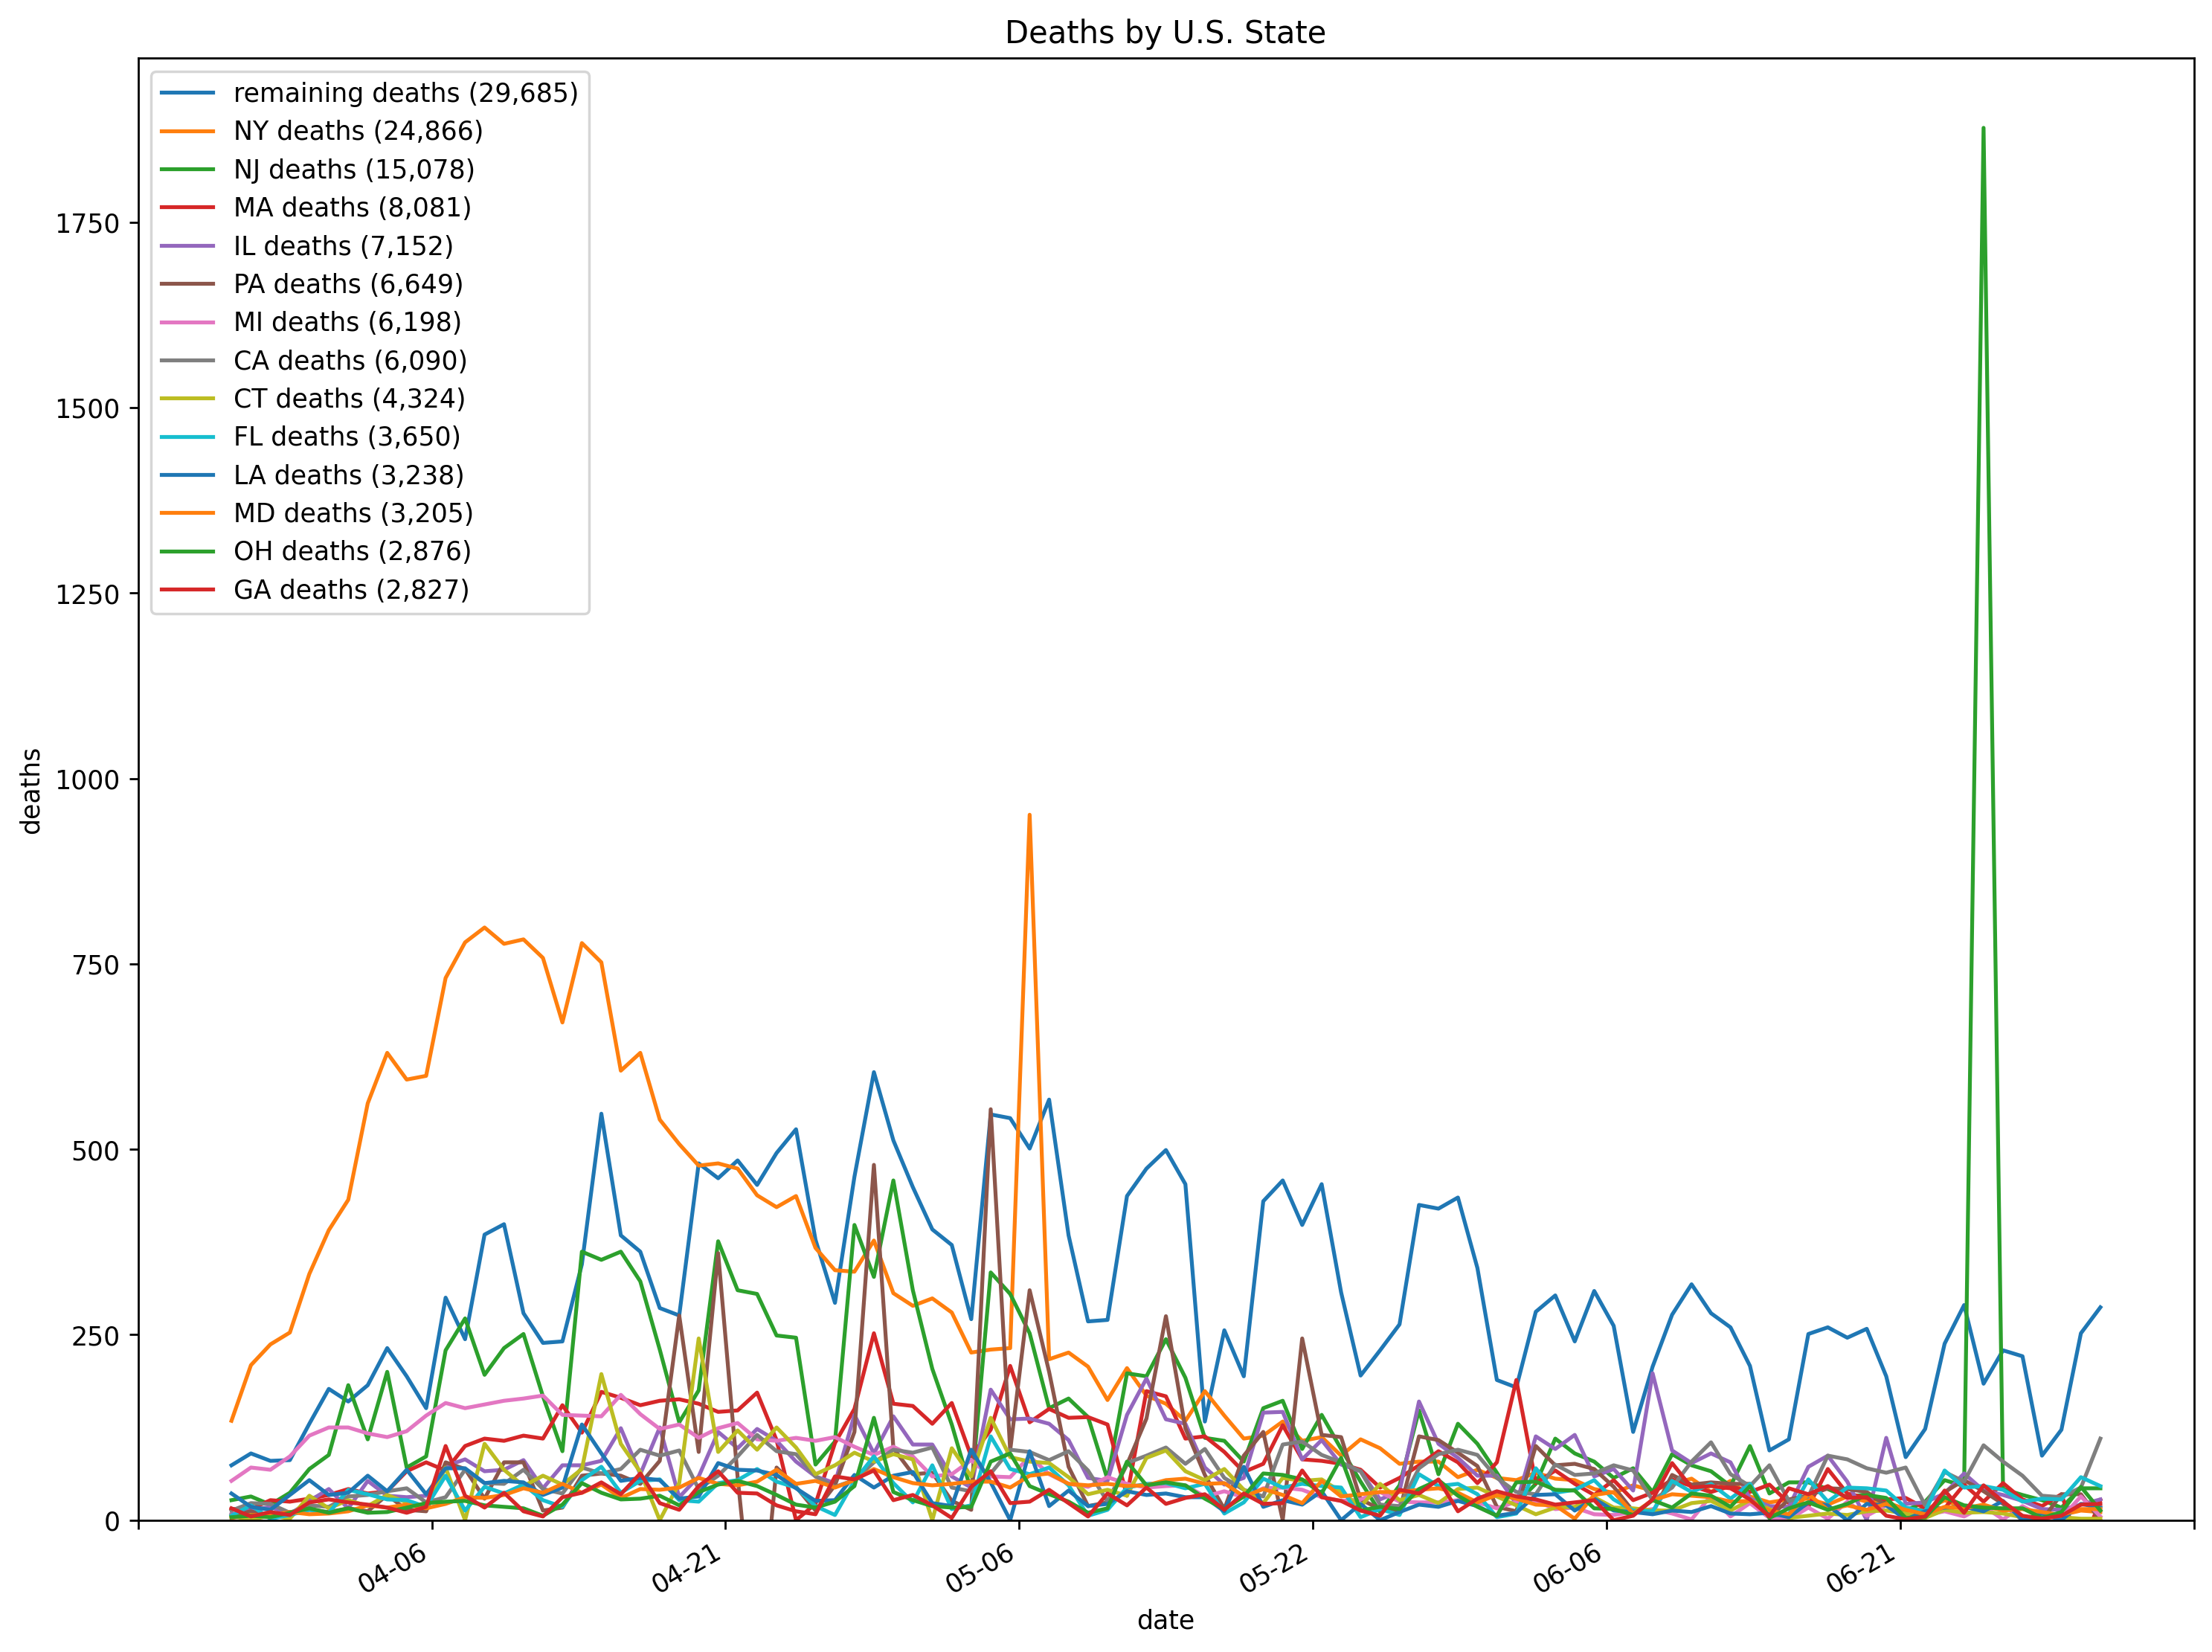 Deaths by U.S. State
remaining deaths (29,685)
NY deaths (24,866)
NJ deaths (15,078)
MA deaths (8,081)
IL deaths (7,152)
PA deaths (6,649)
MI deaths (6,198)
CA deaths (6,090)
CT deaths (4,324)
FL deaths (3,650)
LA deaths (3,238)
MD deaths (3,205)
OH deaths (2,876)
GA deaths (2,827)
1750
1500
1250
1000
750
500
250
0
deaths
04-06
04-21
05-06
05-22
06-06
06-21
date